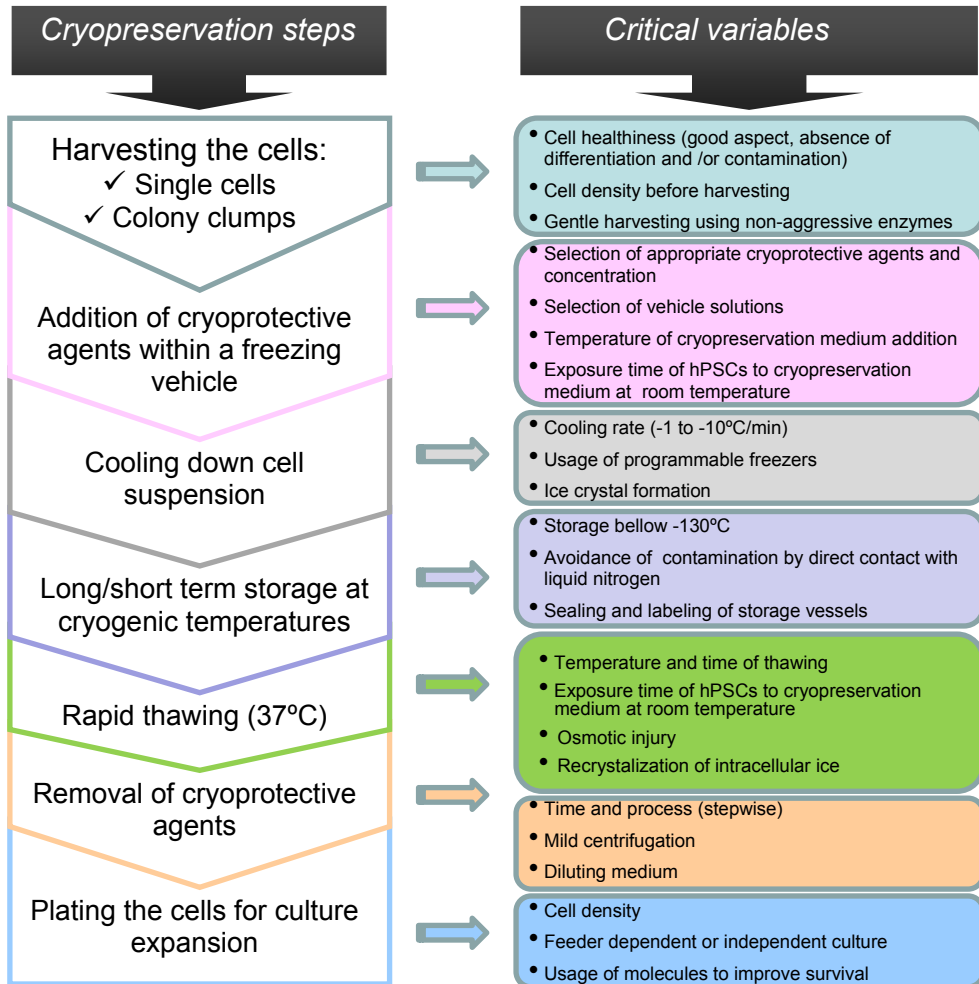 Cryopreservation steps
Critical variables
Harvesting the cells:
✓ Single cells
✓ Colony clumps
• Cell healthiness (good aspect, absence of
differentiation and /or contamination)
• Cell density before harvesting
• Gentle harvesting using non-aggressive enzymes
Addition of cryoprotective
agents within a freezing
vehicle
• Selection of appropriate cryoprotective agents and
concentration
• Selection of vehicle solutions
• Temperature of cryopreservation medium addition
• Exposure time of hPSCs to cryopreservation
medium at room temperature
Cooling down cell
suspension
• Cooling rate (-1 to -10ºC/min)
• Usage of programmable freezers
• Ice crystal formation
Long/short term storage at
cryogenic temperatures
• Storage bellow -130ºC
• Avoidance of contamination by direct contact with
liquid nitrogen
• Sealing and labeling of storage vessels
Rapid thawing (37ºC)
• Temperature and time of thawing
• Exposure time of hPSCs to cryopreservation
medium at room temperature
• Osmotic injury
• Recrystalization of intracellular ice
Removal of cryoprotective
agents
• Time and process (stepwise)
• Mild centrifugation
• Diluting medium
Plating the cells for culture
expansion
• Cell density
• Feeder dependent or independent culture
• Usage of molecules to improve survival